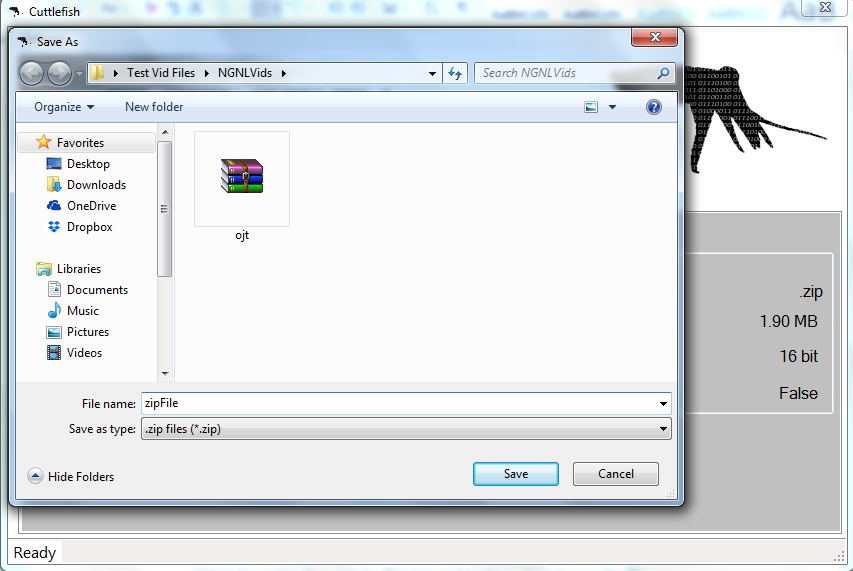 Cuttlefish
Save As
Test Vid Files NGNLVids
Search NGNLVids
Organize New folder
Favorites
Desktop
Downloads
OneDrive
Dropbox
Libraries
Documents
Music
Pictures
Videos
ojt
.zip
1.90 MB
16 bit
False
File name: zipFile
Save as type: .zip files (*.zip)
Hide Folders Save Cancel
Ready